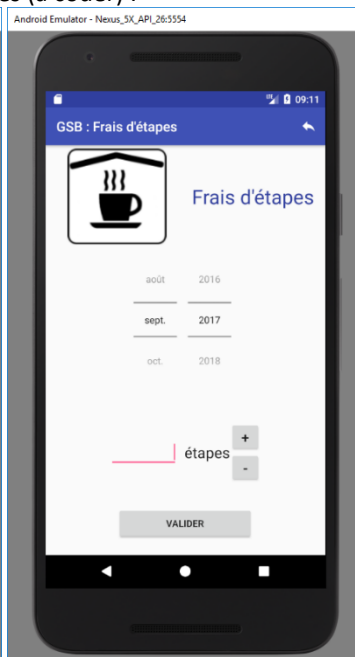 es (à coder) :
Android Emulator - Nexus_5X_API_26:5554
09:11
GSB : Frais d'étapes
Frais d'étapes
août 2016
sept. 2017
oct. 2018
étapes
+
-
VALIDER